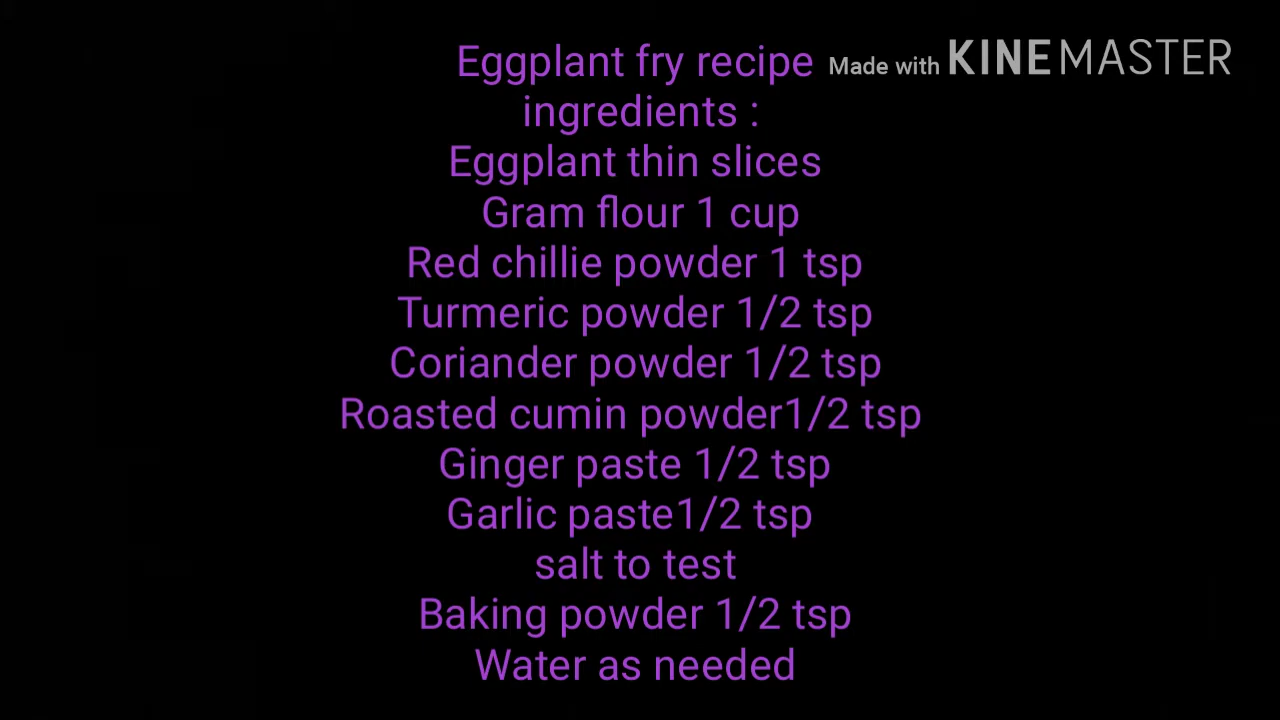 Eggplant fry recipe
Made with KINEMASTER
ingredients :
Eggplant thin slices
Gram flour 1 cup
Red chillie powder 1 tsp
Turmeric powder 1/2 tsp
Coriander powder 1/2 tsp
Roasted cumin powder1/2 tsp
Ginger paste 1/2 tsp
Garlic paste1/2 tsp
salt to test
Baking powder 1/2 tsp
Water as needed